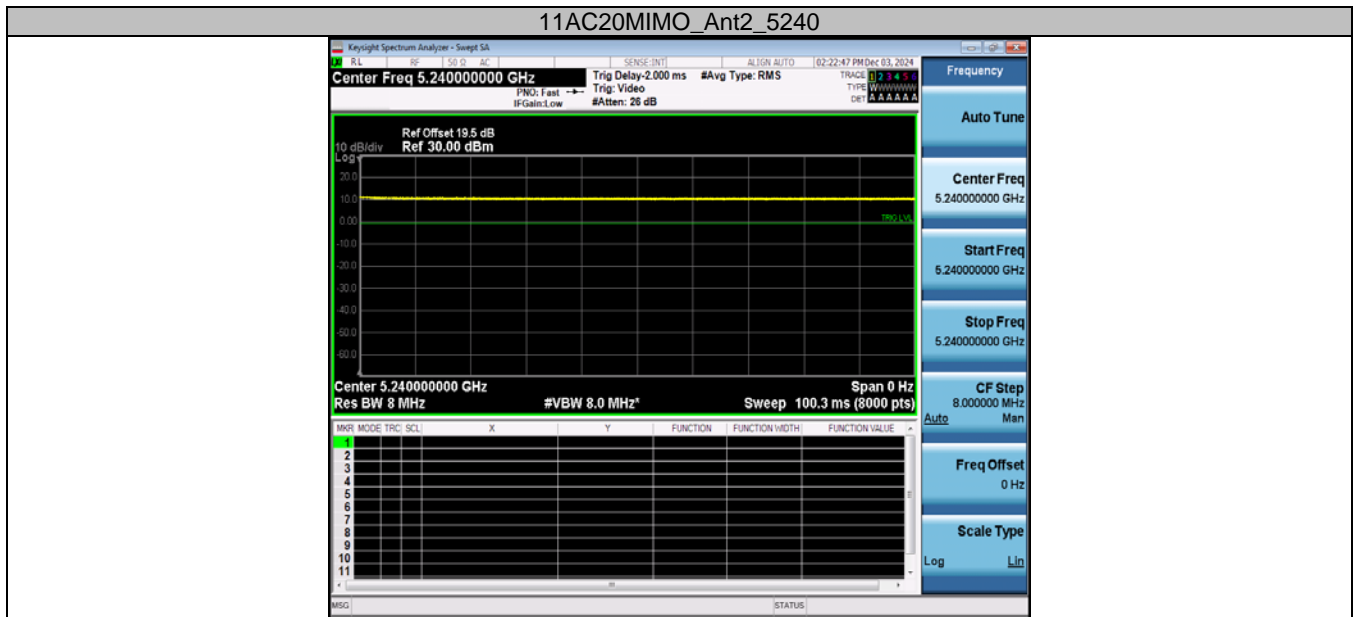 11AC20MIMO_Ant2_5240
Keysight Spectrum Analyzer - Swept SA
RL RF 50 Ω AC SENSE:INT ALIGN AUTO 02:22:47 PM Dec 03, 2024
Center Freq 5.240000000 GHz
PNO: Fast
IFGain:Low
Trig Delay-2.000 ms
Trig: Video
#Atten: 26 dB
#Avg Type: RMS
TRACE 1 2 3 4 5 6
TYPE WWWWWW
DET A A A A A A
Ref Offset 19.5 dB
10 dB/div Ref 30.00 dBm
Log
20.0
10.0
0.00
TRIG LVL
-10.0
-20.0
-30.0
-40.0
-50.0
-60.0
Center 5.240000000 GHz Span 0 Hz
Res BW 8 MHz #VBW 8.0 MHz* Sweep 100.3 ms (8000 pts)
MKR MODE TRC SCL X Y FUNCTION FUNCTION WIDTH FUNCTION VALUE
1
2
3
4
5
6
7
8
9
10
11
MSG STATUS
Frequency
Auto Tune
Center Freq
5.240000000 GHz
Start Freq
5.240000000 GHz
Stop Freq
5.240000000 GHz
CF Step
8.000000 MHz
Auto Man
Freq Offset
0 Hz
Scale Type
Log Lin